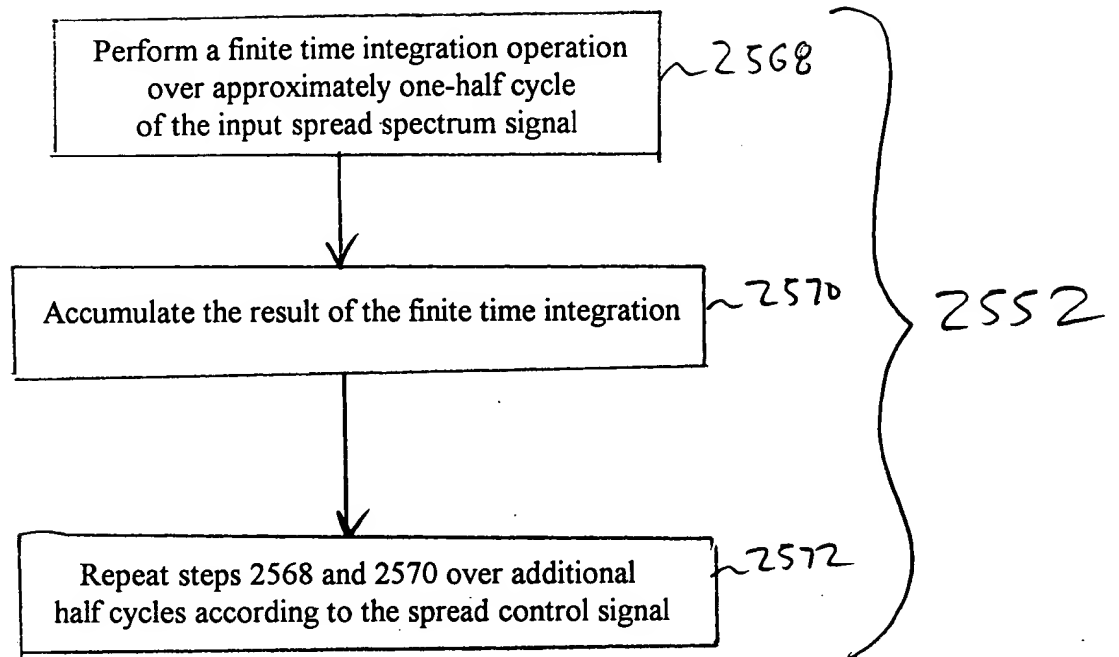 Perform a finite time integration operation
over approximately one-half cycle
of the input spread spectrum signal
2568
Accumulate the result of the finite time integration
2570
2552
Repeat steps 2568 and 2570 over additional
half cycles according to the spread control signal
2572